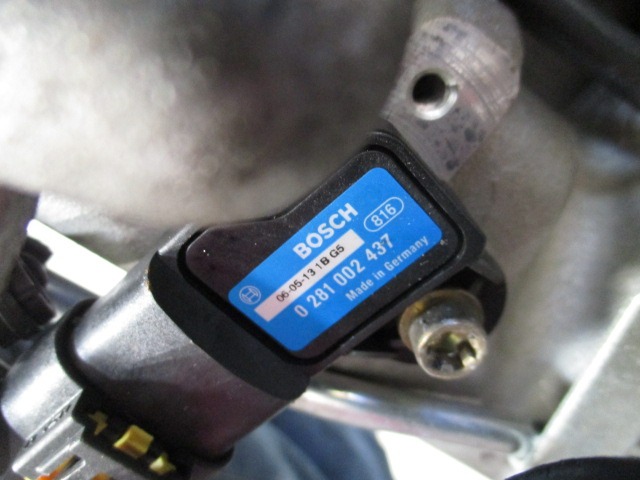 BOSCH
816
06-05-13 1B G5
0 281 002 437
Made in Germany